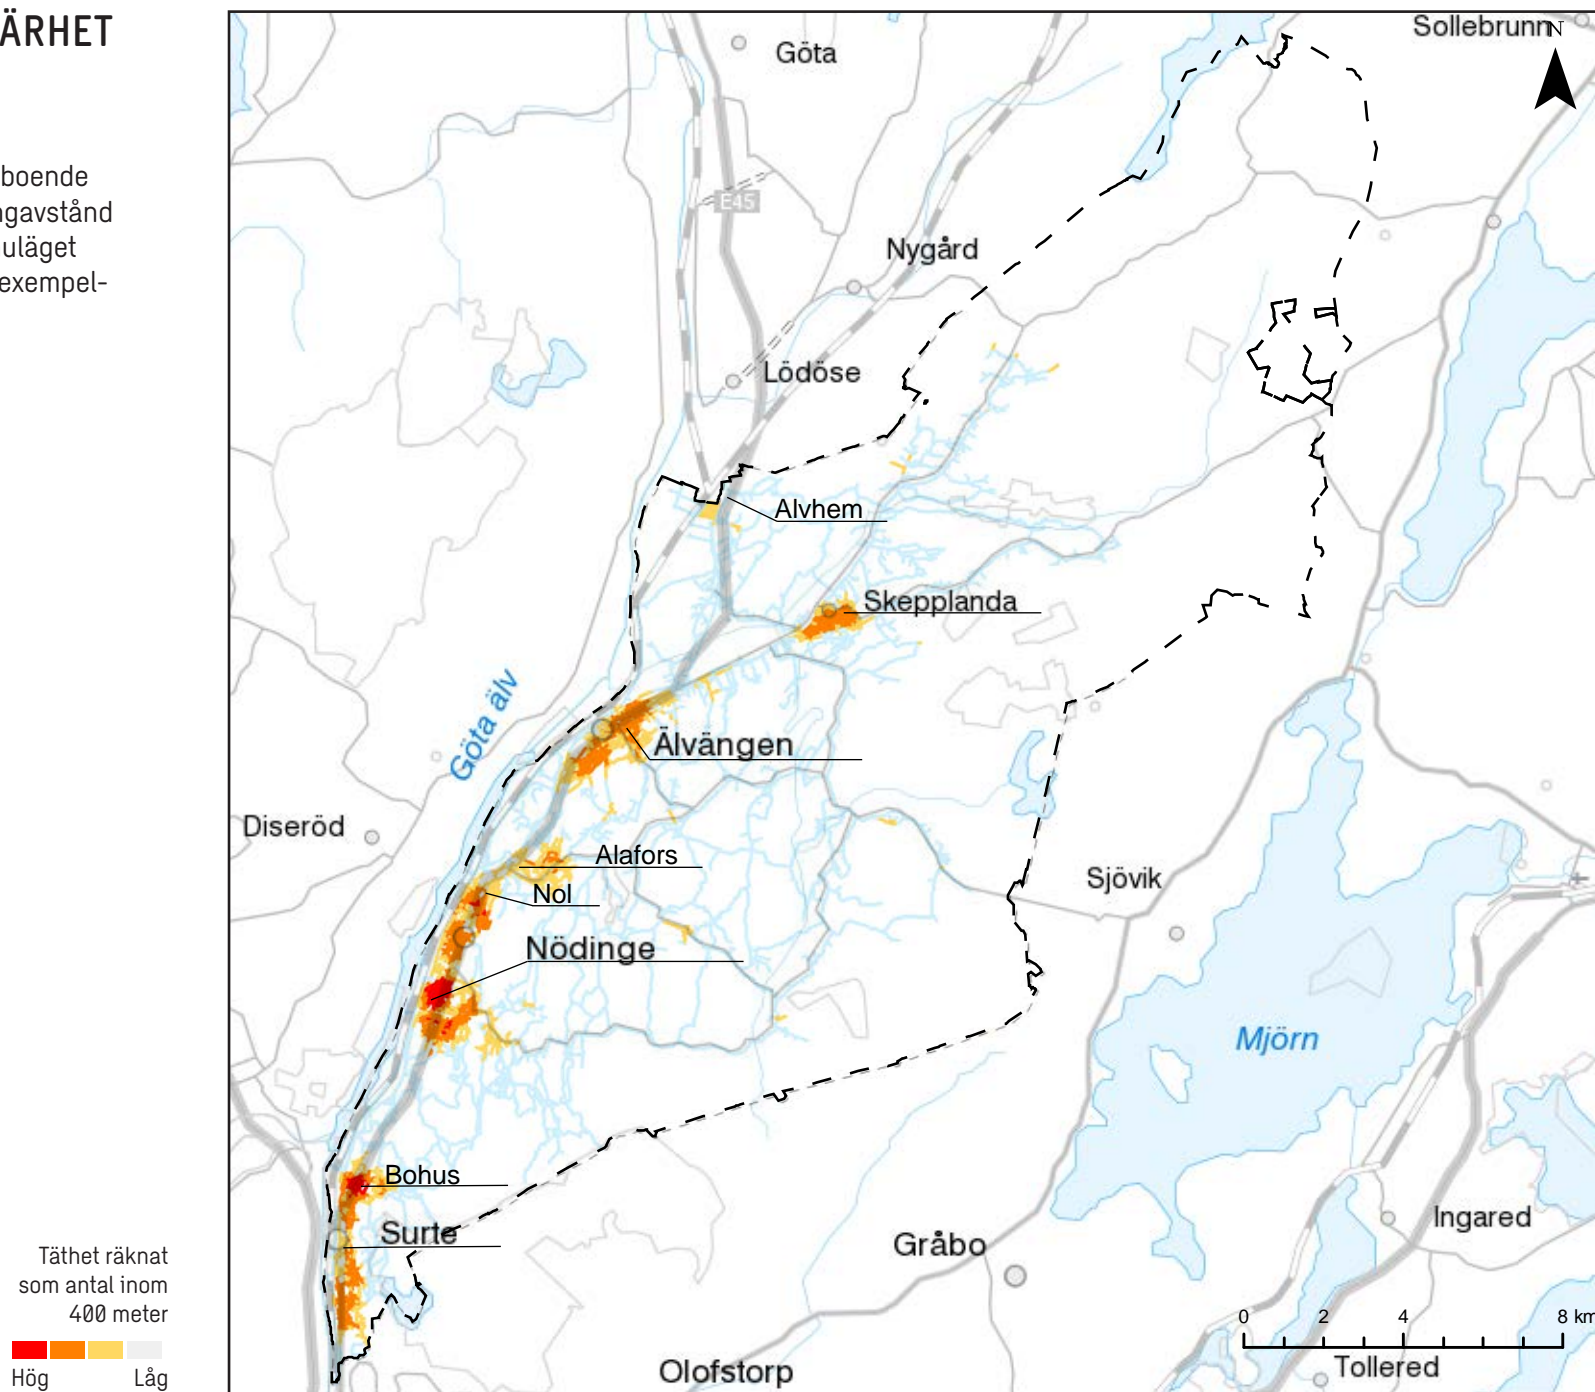 ÄRHET
boende
ngavstånd
uläget
exempel-
Sollebrunn
N
Göta
E45
Nygård
Lödöse
Alvhem
Skepplanda
Göta älv
Älvängen
Diseröd
Alafors
Sjövik
Nol
Nödinge
Mjörn
Bohus
Surte
Ingared
Gråbo
Olofstorp
Tollered
0 2 4 8 km
Täthet räknat
som antal inom
400 meter
Hög Låg